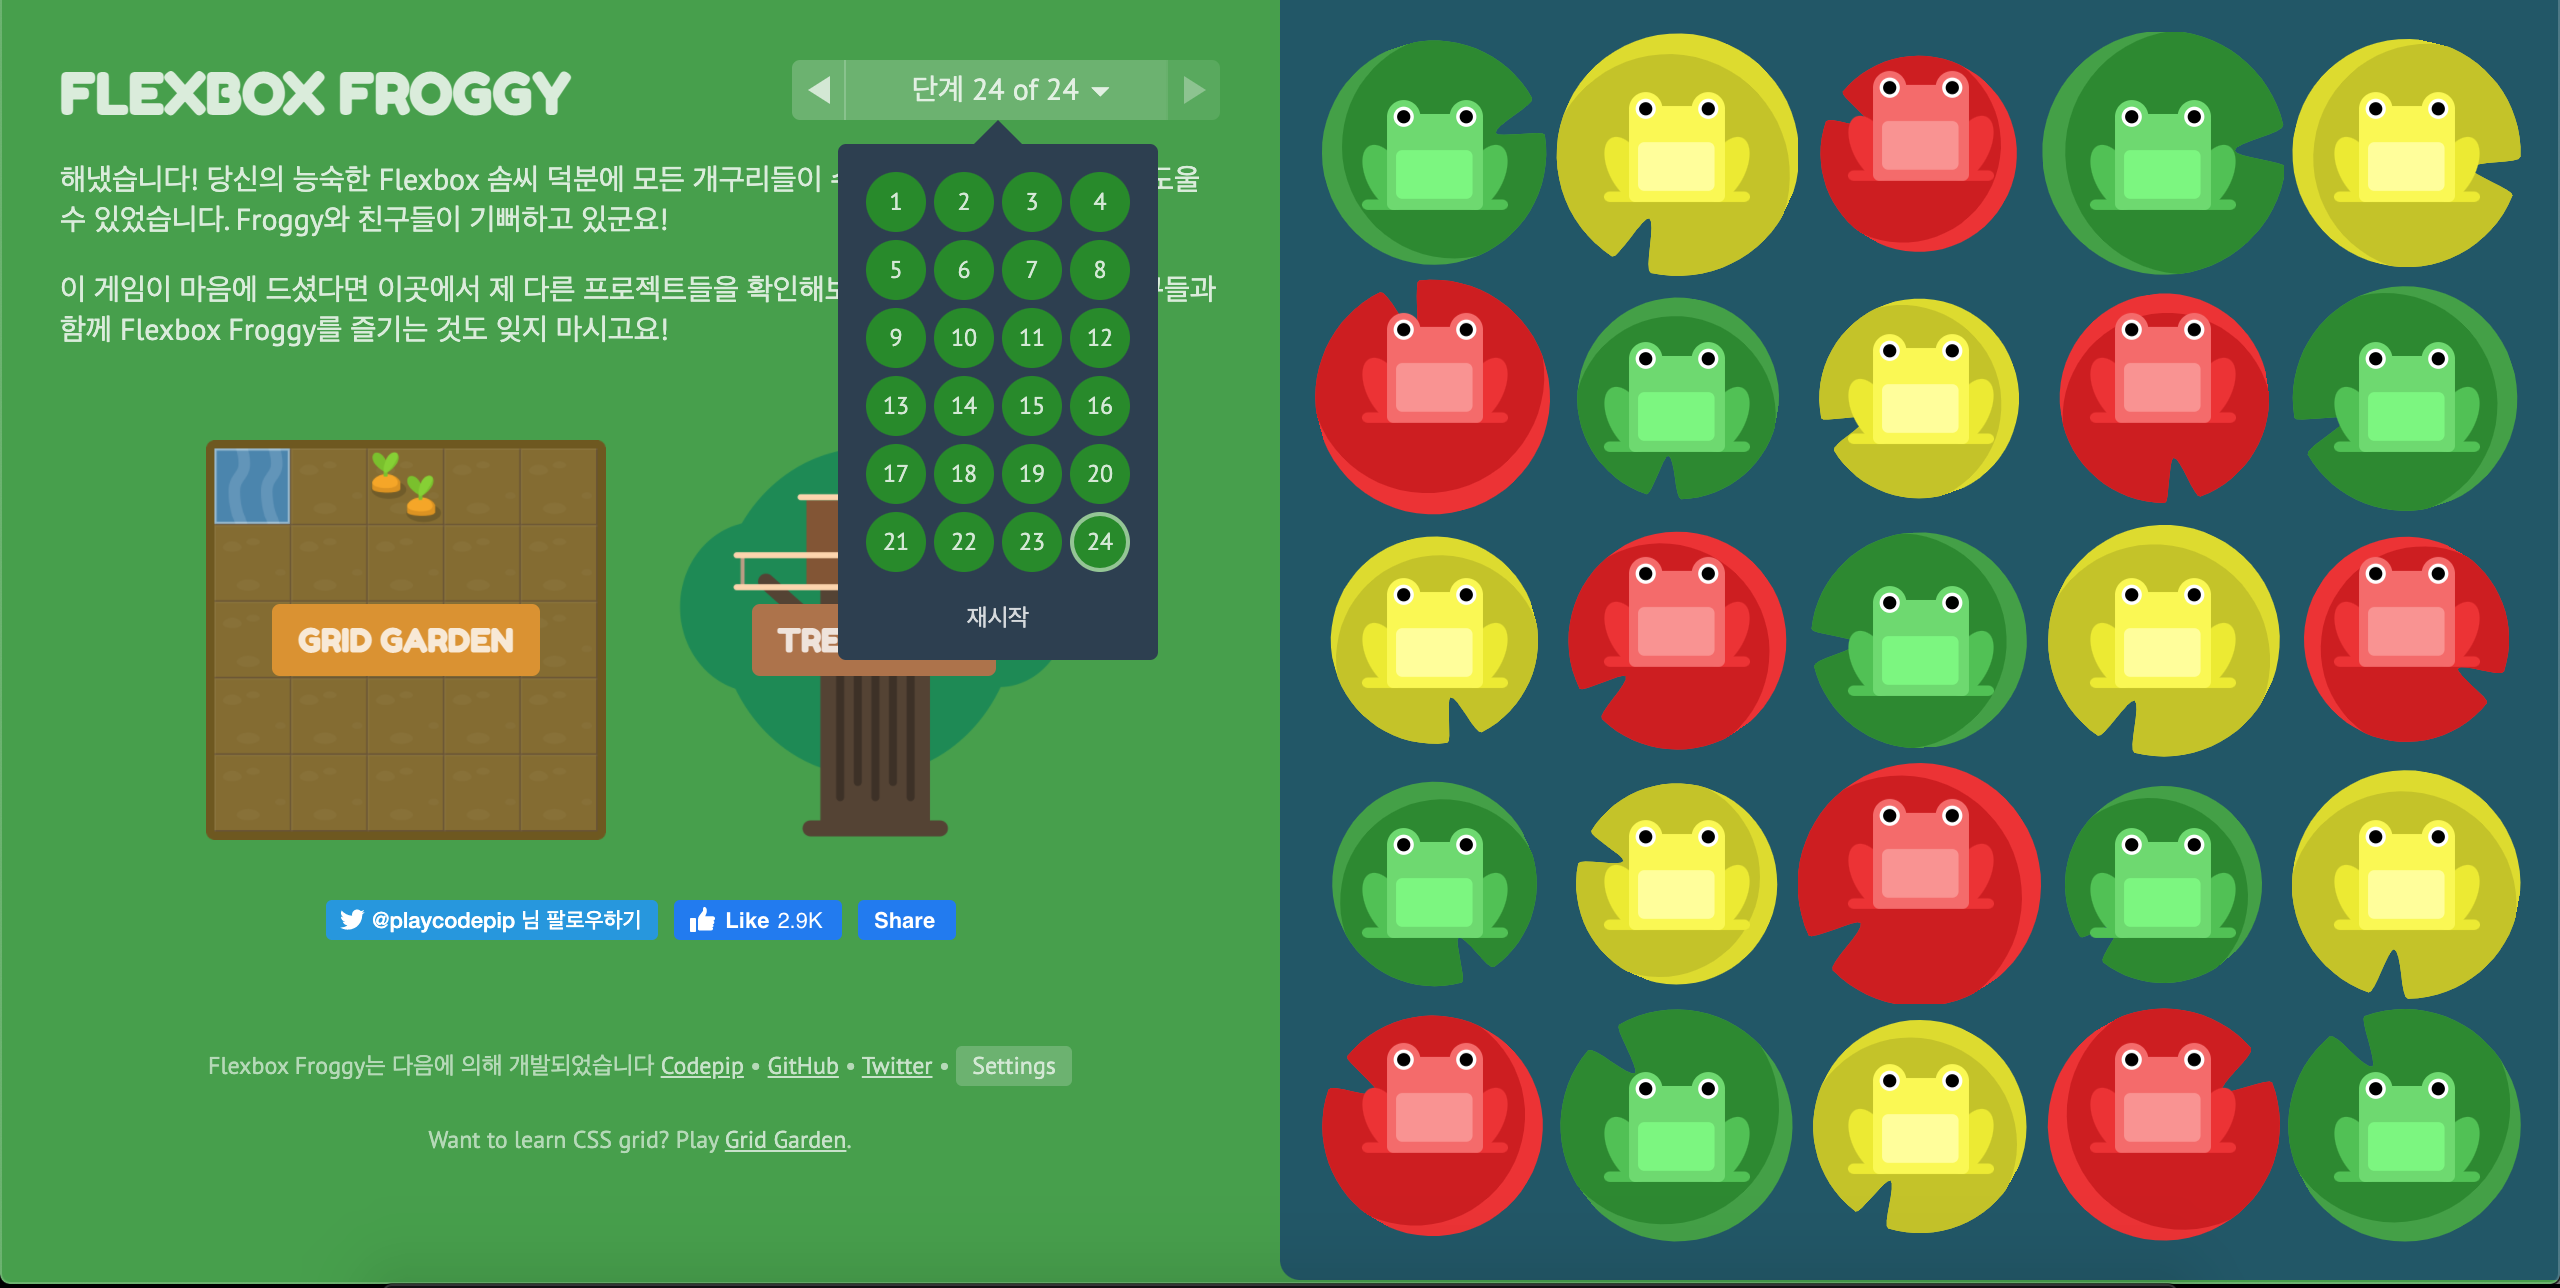 FLEXBOX FROGGY
단계 24 of 24
해냈습니다! 당신의 능숙한 Flexbox 솜씨 덕분에 모든 개구리들이 도울
수 있었습니다. Froggy와 친구들이 기뻐하고 있군요!
이 게임이 마음에 드셨다면 이곳에서 제 다른 프로젝트들을 확인해보
함께 Flexbox Froggy를 즐기는 것도 잊지 마시고요!
1 2 3 4
5 6 7 8
9 10 11 12
13 14 15 16
17 18 19 20
21 22 23 24
재시작
GRID GARDEN
TRE
@playcodepip 님 팔로우하기
Like 2.9K
Share
Flexbox Froggy는 다음에 의해 개발되었습니다 Codepip • GitHub • Twitter • Settings
Want to learn CSS grid? Play Grid Garden.